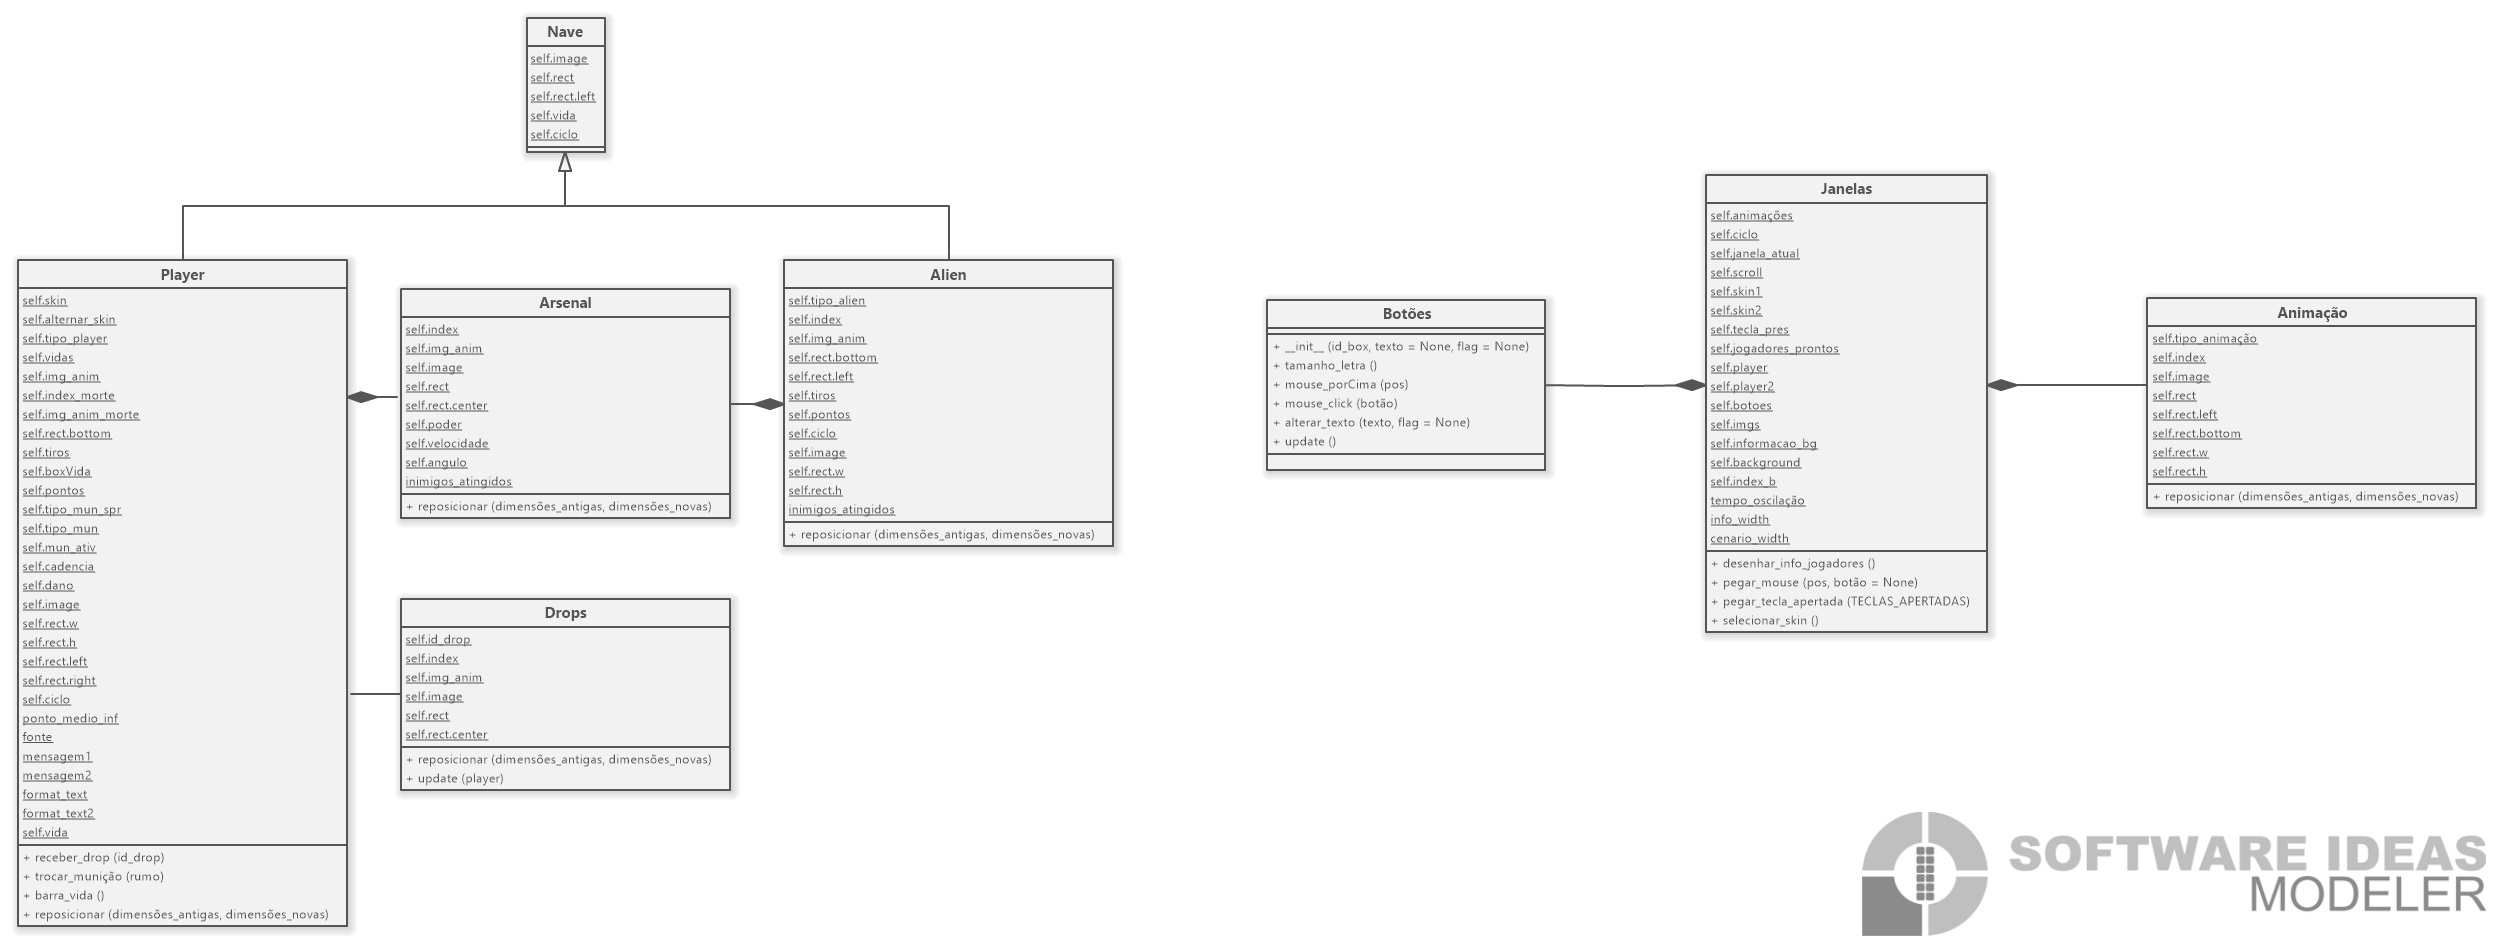 Nave
self.image
self.rect
self.rect.left
self.vida
self.ciclo
Player
self.skin
self.alternar_skin
self.tipo_player
self.vidas
self.img_anim
self.index_morte
self.img_anim_morte
self.rect.bottom
self.tiros
self.boxVida
self.pontos
self.tipo_mun_spr
self.tipo_mun
self.mun_ativ
self.cadencia
self.dano
self.image
self.rect.w
self.rect.h
self.rect.left
self.rect.right
self.ciclo
ponto_medio_inf
fonte
mensagem1
mensagem2
format_text
format_text2
self.vida
+ receber_drop (id_drop)
+ trocar_munição (rumo)
+ barra_vida ()
+ reposicionar (dimensões_antigas, dimensões_novas)
Arsenal
self.index
self.img_anim
self.image
self.rect
self.rect.center
self.poder
self.velocidade
self.angulo
inimigos_atingidos
+ reposicionar (dimensões_antigas, dimensões_novas)
Drops
self.id_drop
self.index
self.img_anim
self.image
self.rect
self.rect.center
+ reposicionar (dimensões_antigas, dimensões_novas)
+ update (player)
Alien
self.tipo_alien
self.index
self.img_anim
self.rect.bottom
self.rect.left
self.tiros
self.pontos
self.ciclo
self.image
self.rect.w
self.rect.h
inimigos_atingidos
+ reposicionar (dimensões_antigas, dimensões_novas)
Botões
+ __init__ (id_box, texto = None, flag = None)
+ tamanho_letra ()
+ mouse_porCima (pos)
+ mouse_click (botão)
+ alterar_texto (texto, flag = None)
+ update ()
Janelas
self.animações
self.ciclo
self.janela_atual
self.scroll
self.skin1
self.skin2
self.tecla_pres
self.jogadores_prontos
self.player
self.player2
self.botoes
self.imgs
self.informacao_bg
self.background
self.index_b
tempo_oscilação
info_width
cenario_width
+ desenhar_info_jogadores ()
+ pegar_mouse (pos, botão = None)
+ pegar_tecla_apertada (TECLAS_APERTADAS)
+ selecionar_skin ()
Animação
self.tipo_animação
self.index
self.image
self.rect
self.rect.left
self.rect.bottom
self.rect.w
self.rect.h
+ reposicionar (dimensões_antigas, dimensões_novas)
SOFTWARE IDEAS
MODELER